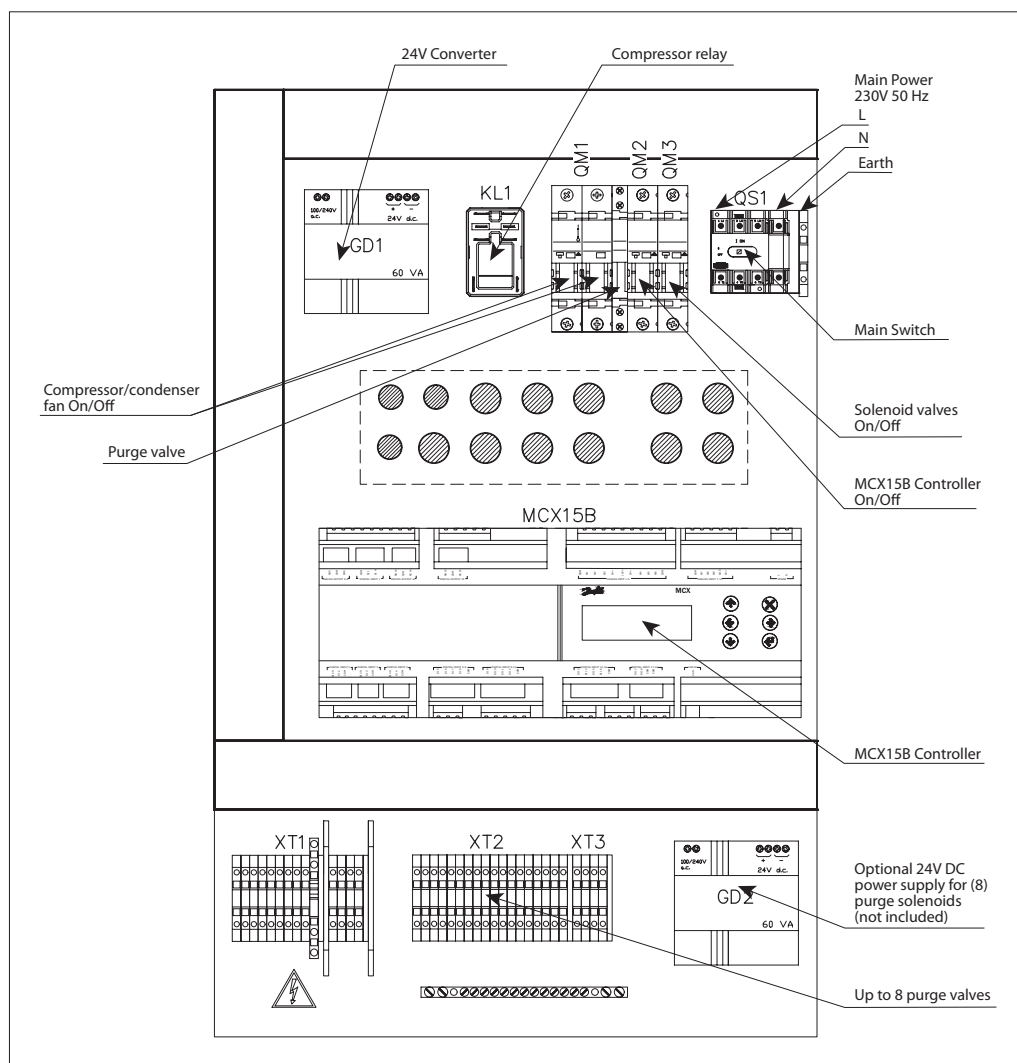 24V Converter
Compressor relay
Main Power
230V 50 Hz
L
N
Earth
QM1
QM2
QM3
KL1
QS1
100/240V
a.c.
+ -
24V d.c.
GD1
60 VA
I ON
Main Switch
Compressor/condenser
fan On/Off
Purge valve
Solenoid valves
On/Off
MCX15B Controller
On/Off
MCX15B
Danfoss
MCX
MCX15B Controller
XT1
XT2
XT3
100/240V
a.c.
+ -
24V d.c.
GD2
60 VA
Optional 24V DC
power supply for (8)
purge solenoids
(not included)
Up to 8 purge valves